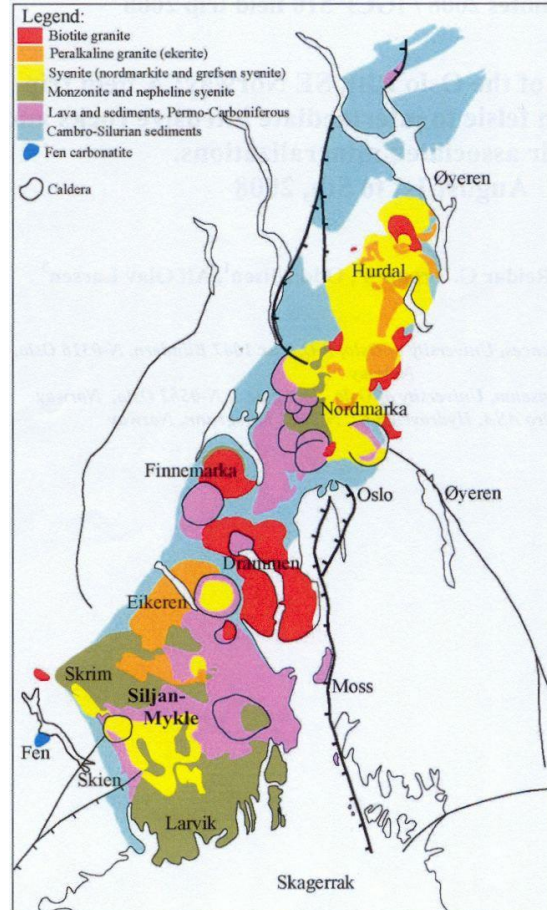 Legend:
Biotite granite
Peralkaline granite (ekerite)
Syenite (nordmarkite and grefsen syenite)
Monzonite and nepheline syenite
Lava and sediments, Permo-Carboniferous
Cambro-Silurian sediments
Fen carbonatite
Caldera
Øyeren
Hurdal
Nordmarka
Finnemarka
Oslo
Øyeren
Drammen
Eikeren
Skrim
Siljan-
Mykle
Moss
Fen
Skien
Larvik
Skagerrak